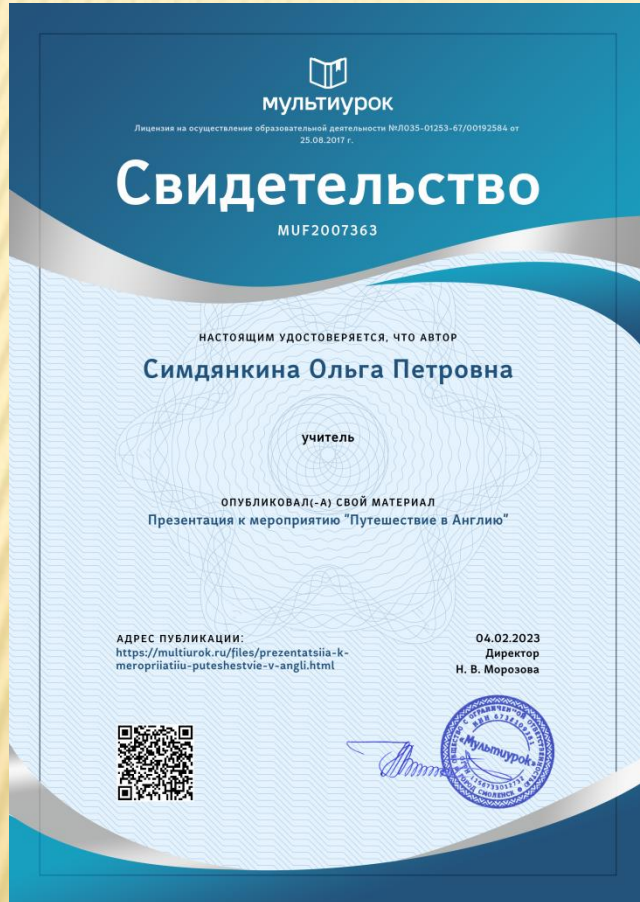 мультиурок
Лицензия на осуществление образовательной деятельности №Л035-01253-67/00192584 от
25.08.2017 г.
Свидетельство
MUF2007363
НАСТОЯЩИМ УДОСТОВЕРЯЕТСЯ, ЧТО АВТОР
Симдянкина Ольга Петровна
учитель
ОПУБЛИКОВАЛ(-А) СВОЙ МАТЕРИАЛ
Презентация к мероприятию "Путешествие в Англию"
АДРЕС ПУБЛИКАЦИИ:
https://multiurok.ru/files/prezentatsiia-k-
meropriiatiiu-puteshestvie-v-angli.html
04.02.2023
Директор
Н. В. Морозова
«Мультиурок»